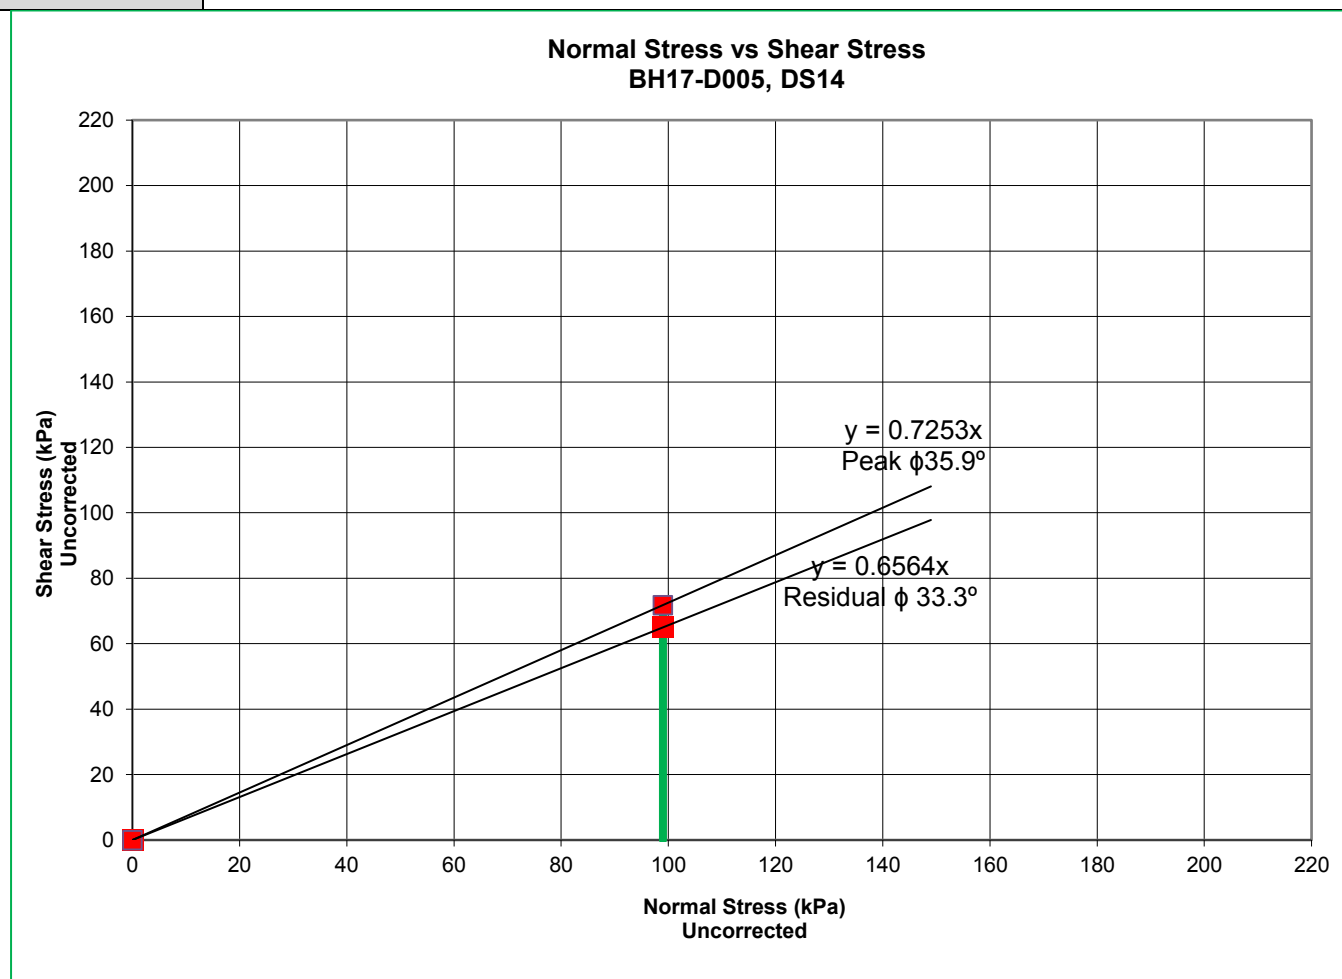 Normal Stress vs Shear Stress
BH17-D005, DS14
220
200
180
160
140
120
100
80
60
40
20
0
Shear Stress (kPa)
Uncorrected
y = 0.7253x
Peak ϕ35.9º
y = 0.6564x
Residual ϕ 33.3º
0 20 40 60 80 100 120 140 160 180 200 220
Normal Stress (kPa)
Uncorrected